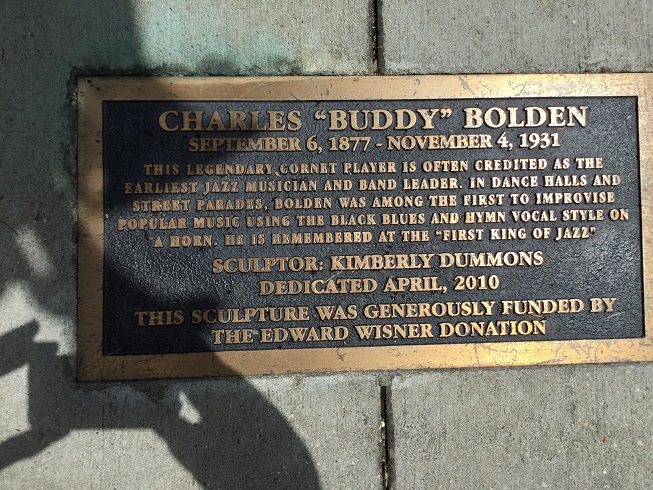 CHARLES "BUDDY" BOLDEN
SEPTEMBER 6, 1877 - NOVEMBER 4, 1931
THIS LEGENDARY CORNET PLAYER IS OFTEN CREDITED AS THE
EARLIEST JAZZ MUSICIAN AND BAND LEADER. IN DANCE HALLS AND
STREET PARADES, BOLDEN WAS AMONG THE FIRST TO IMPROVISE
POPULAR MUSIC USING THE BLACK BLUES AND HYMN VOCAL STYLE ON
A HORN. HE IS REMEMBERED AT THE "FIRST KING OF JAZZ"
SCULPTOR: KIMBERLY DUMMONS
DEDICATED APRIL, 2010
THIS SCULPTURE WAS GENEROUSLY FUNDED BY
THE EDWARD WISNER DONATION